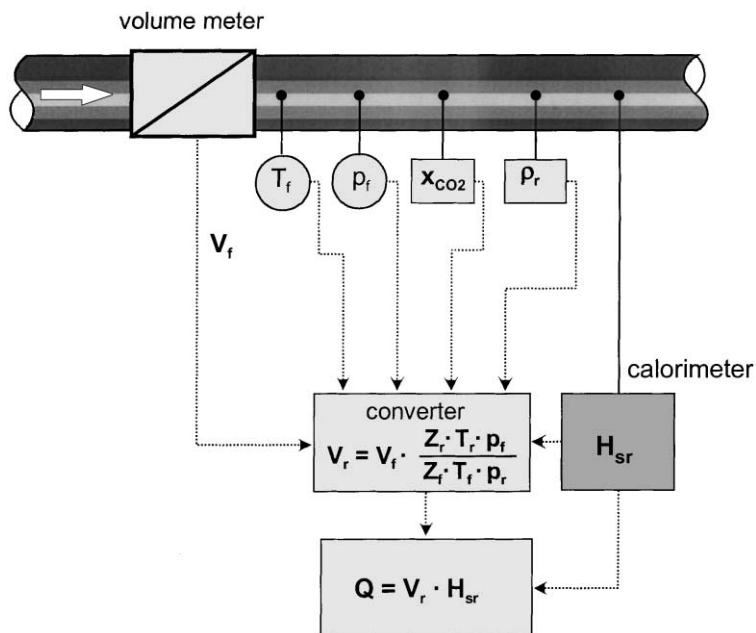 volume meter
T_f
p_f
x_CO2
ρ_r
V_f
calorimeter
converter
V_r = V_f · (Z_r · T_r · p_f) / (Z_f · T_f · p_r)
H_sr
Q = V_r · H_sr